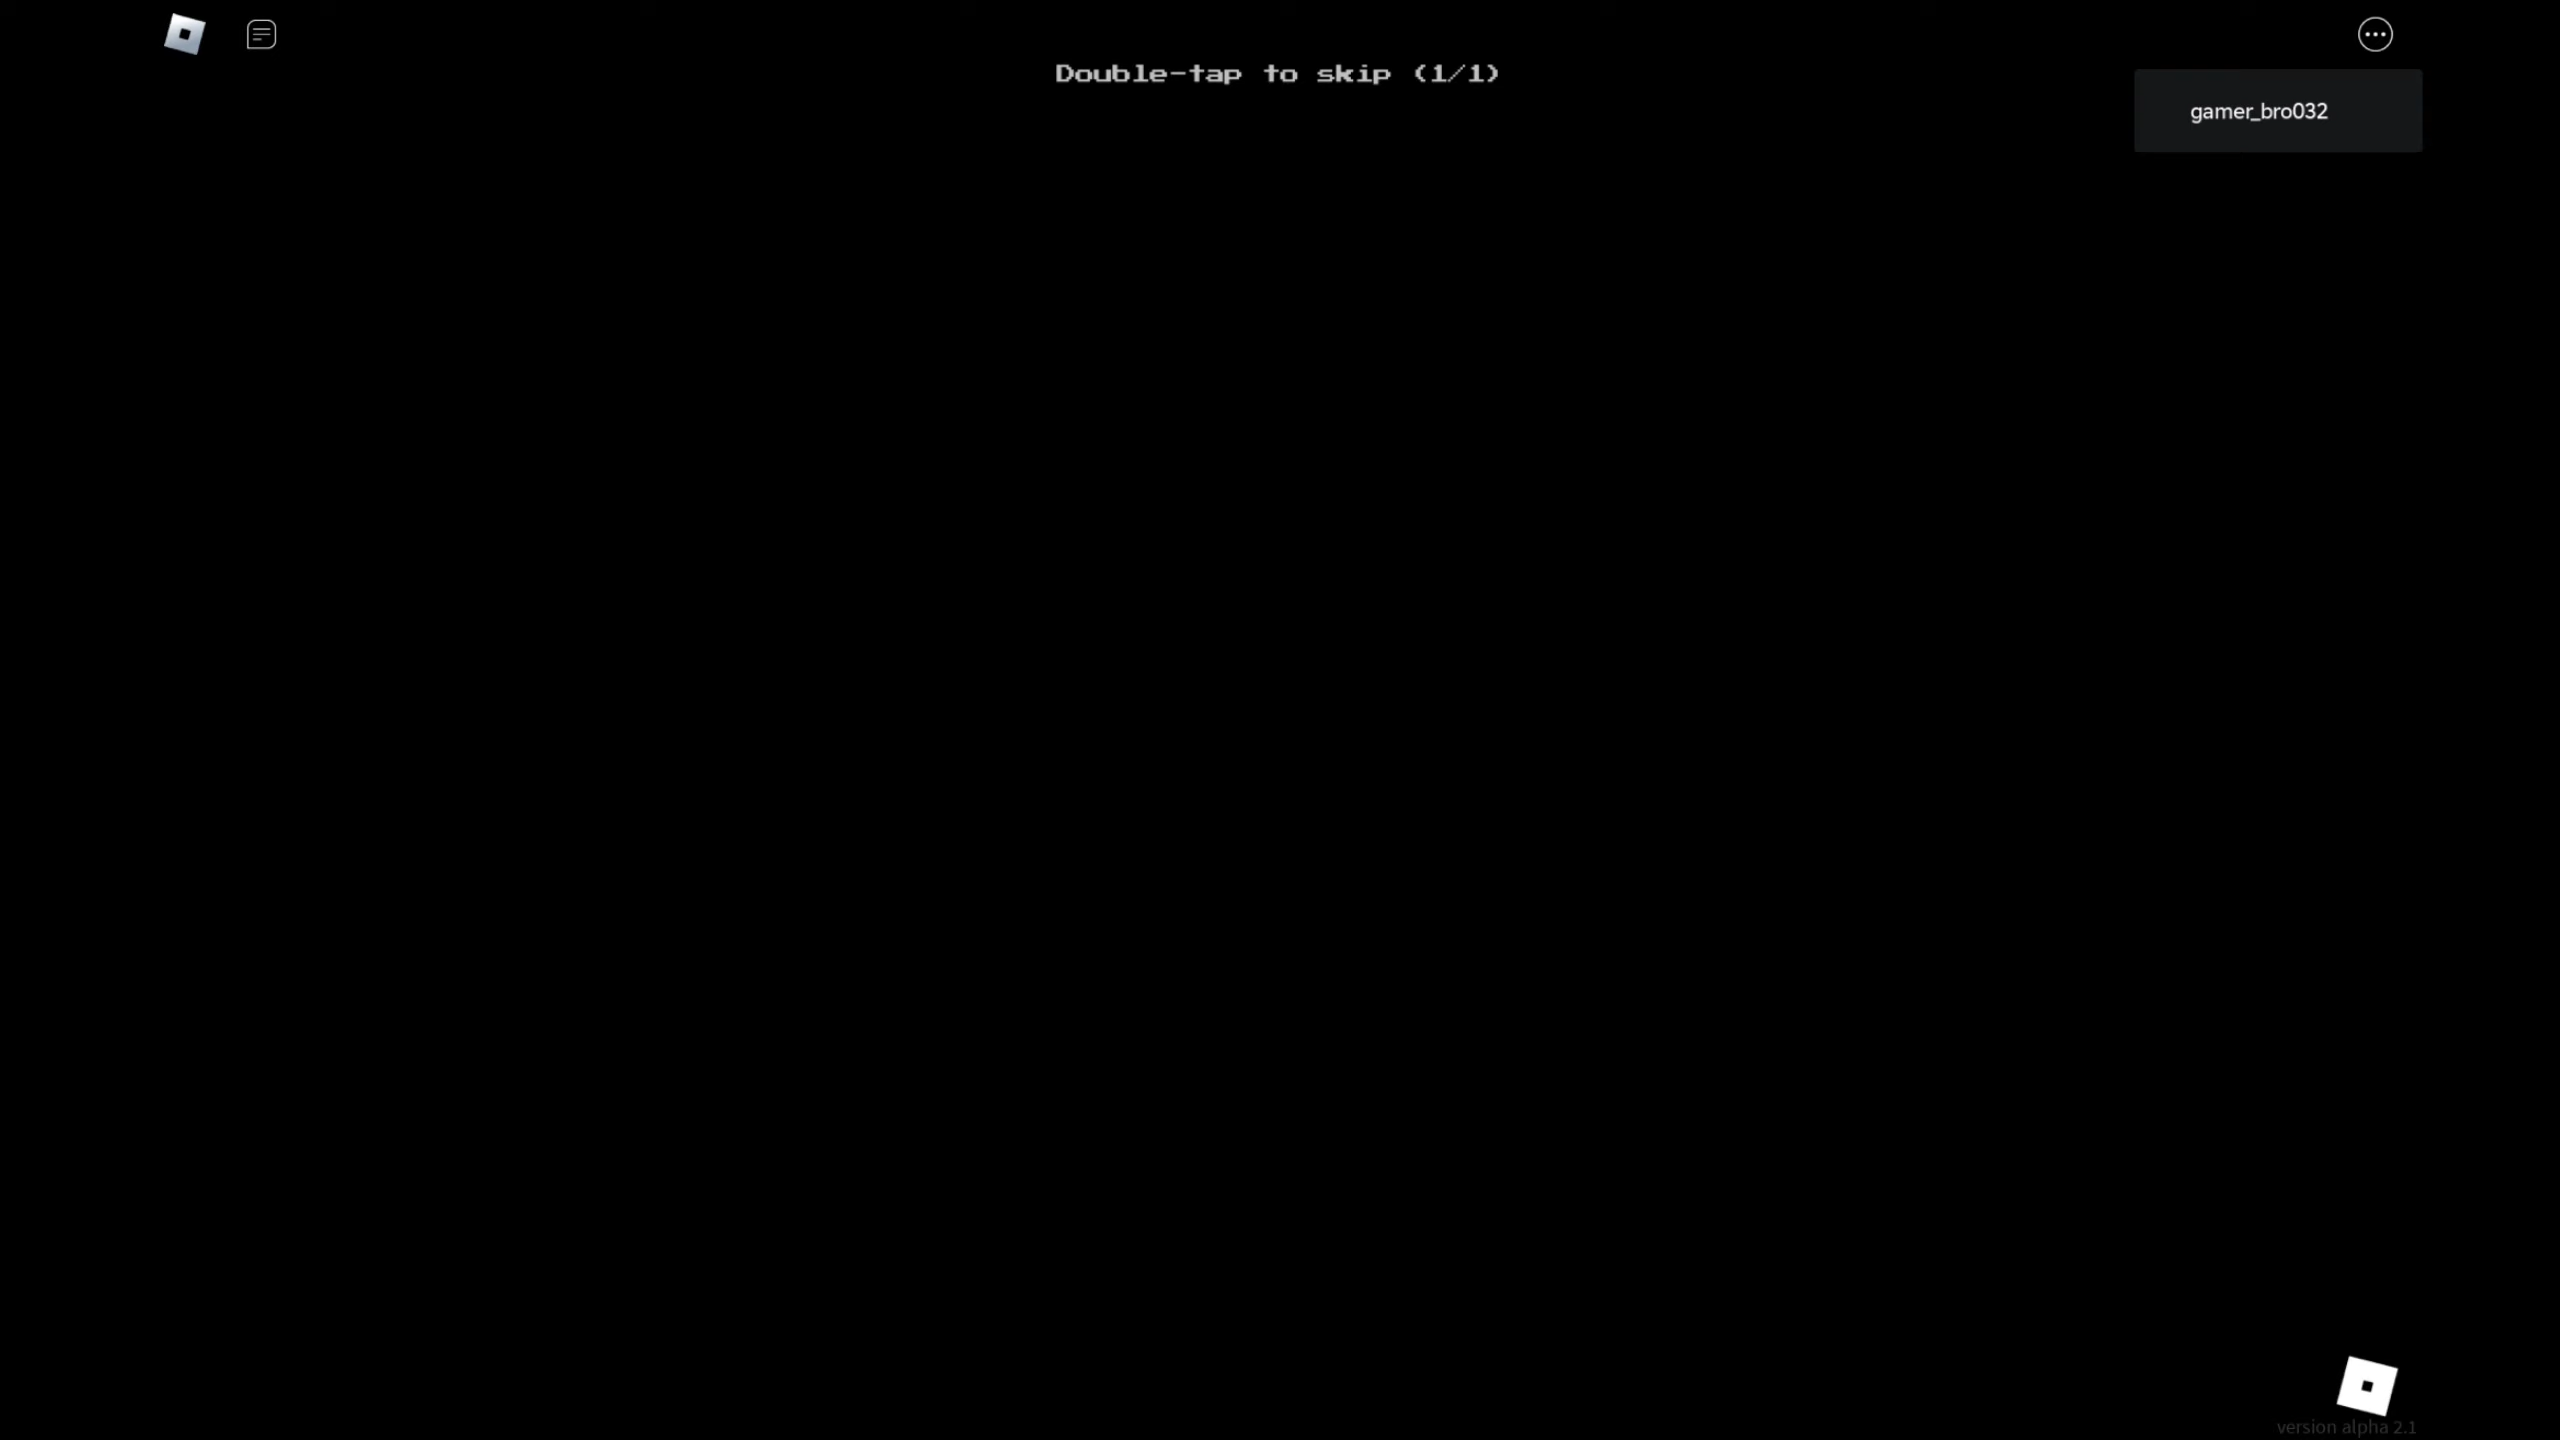 Double-tap to skip (1/1)
gamer_bro032
version alpha 2.1